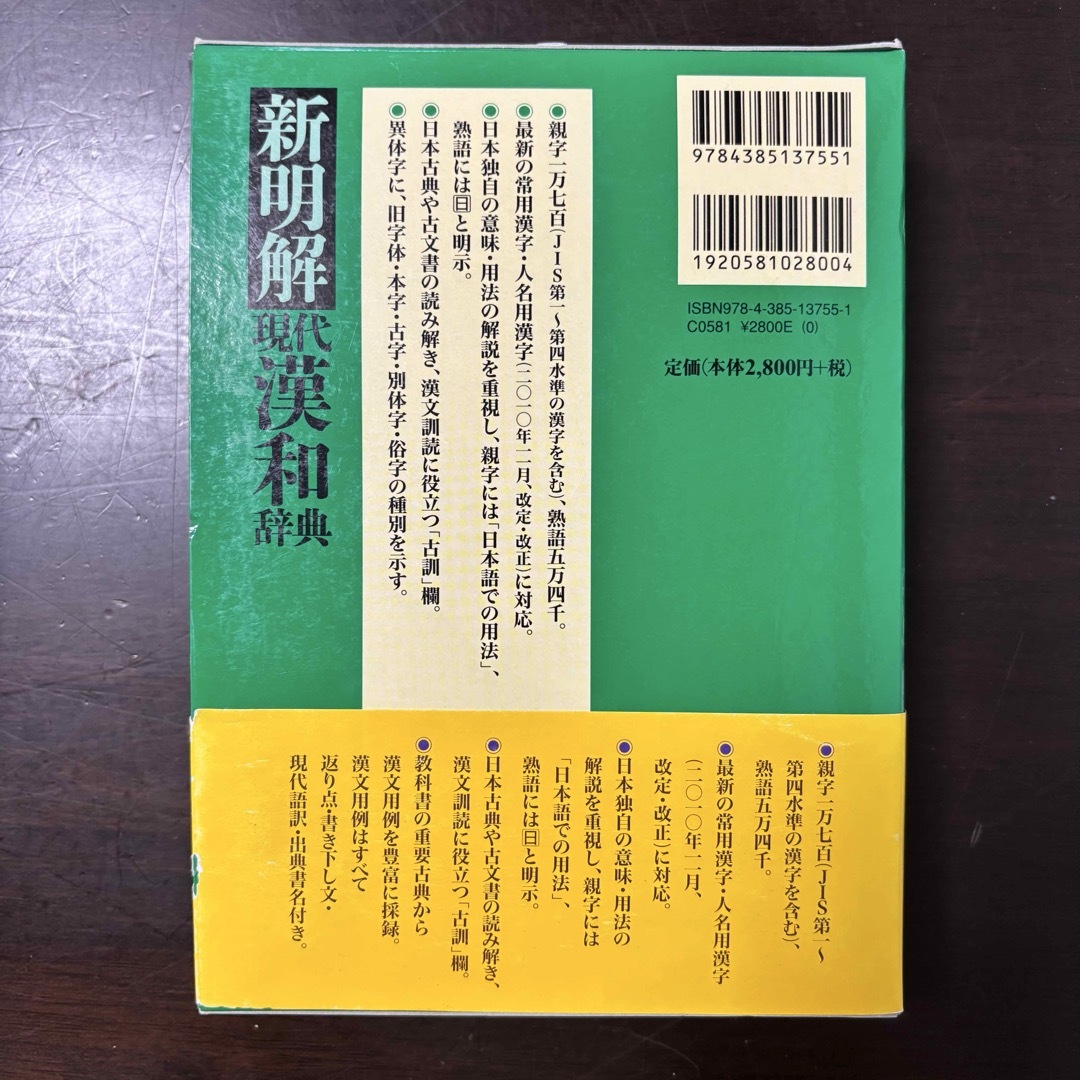 9784385137551
1920581028004
ISBN978-4-385-13755-1
C0581 ¥2800E (0)
定価(本体2,800円+税)
●親字一万七百(JIS第一〜第四水準の漢字を含む)、熟語五万四千。
●最新の常用漢字・人名用漢字(二〇一〇年一一月、改定・改正)に対応。
●日本独自の意味・用法の解説を重視し、親字には「日本語での用法」、
熟語には🈁と明示。
●日本古典や古文書の読み解き、漢文訓読に役立つ「古訓」欄。
●異体字に、旧字体・本字・古字・別体字・俗字の種別を示す。
新明解
現代
漢和
辞典
●親字一万七百(JIS第一〜
第四水準の漢字を含む)、
熟語五万四千。
●最新の常用漢字・人名用漢字
(二〇一〇年一一月、
改定・改正)に対応。
●日本独自の意味・用法の
解説を重視し、親字には
「日本語での用法」、
熟語には日と明示。
●日本古典や古文書の読み解き、
漢文訓読に役立つ「古訓」欄。
●教科書の重要古典から
漢文用例を豊富に採録。
漢文用例はすべて
返り点・書き下し文・
現代語訳・出典書名付き。